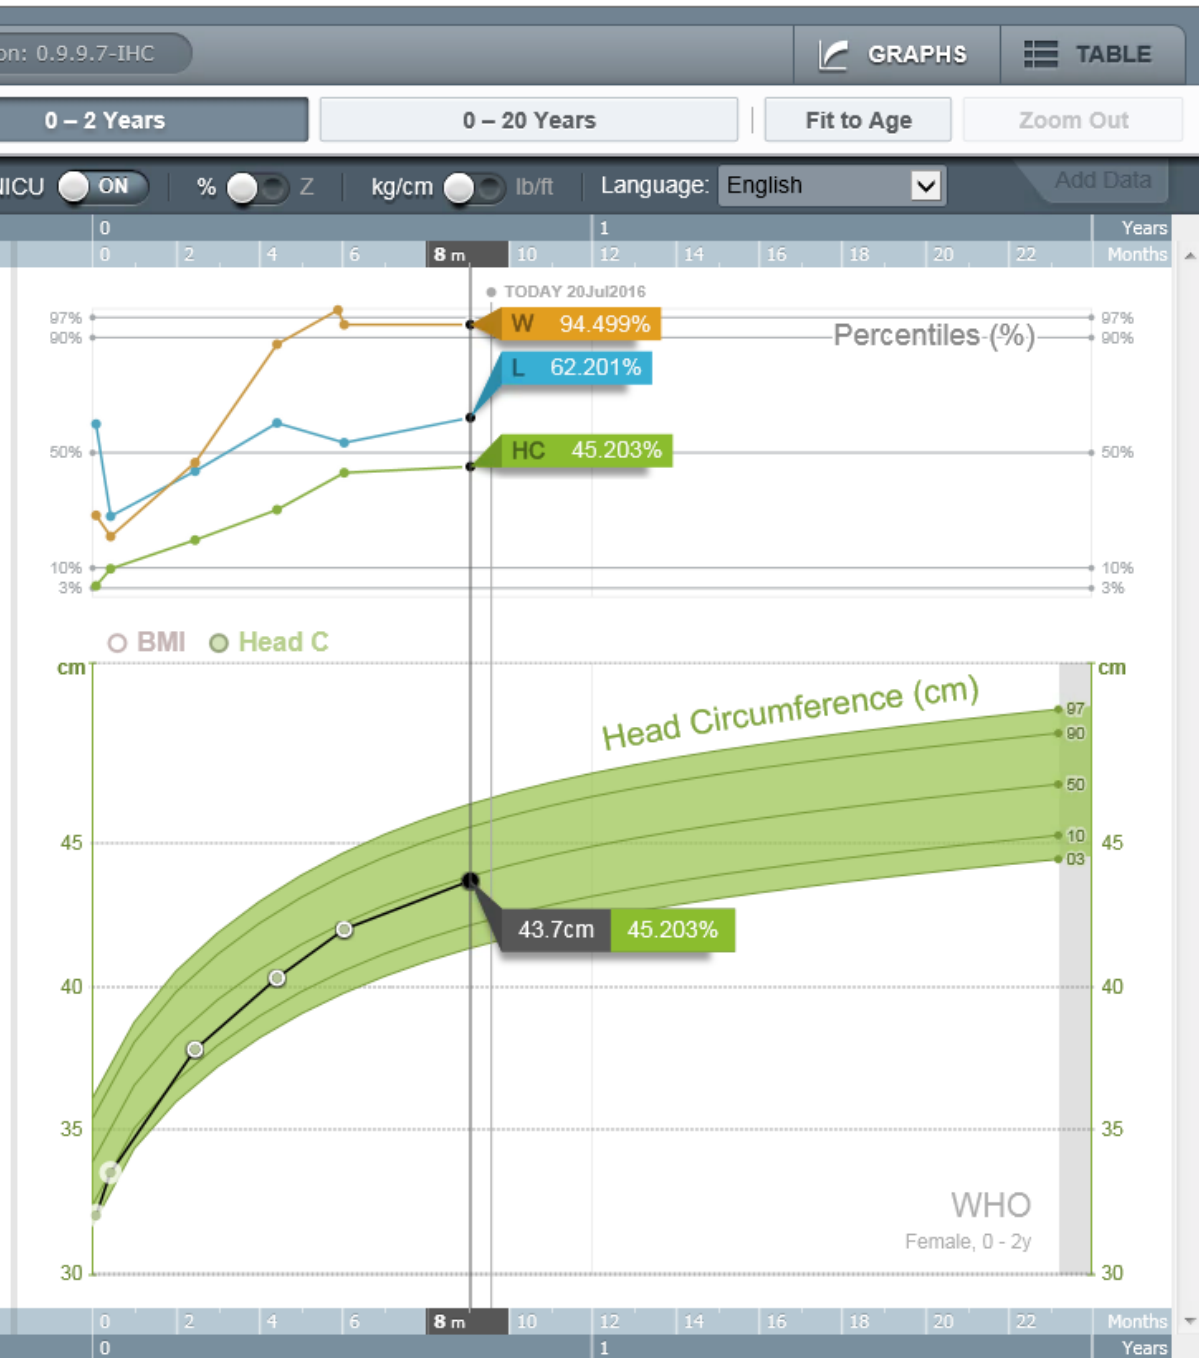 on: 0.9.9.7-IHC GRAPHS TABLE
0 – 2 Years 0 – 20 Years Fit to Age Zoom Out
NICU ON % Z kg/cm lb/ft Language: English Add Data
0 1 Years
0 2 4 6 8 m 10 12 14 16 18 20 22 Months
TODAY 20Jul2016
97% W 94.499% 97%
90% Percentiles (%) 90%
L 62.201%
50% HC 45.203% 50%
10% 10%
3% 3%
BMI Head C
cm cm
Head Circumference (cm)
97
90
50
10
45 45
03
43.7cm 45.203%
40 40
35 35
WHO
Female, 0 - 2y
30 30
0 2 4 6 8 m 10 12 14 16 18 20 22 Months
0 1 Years